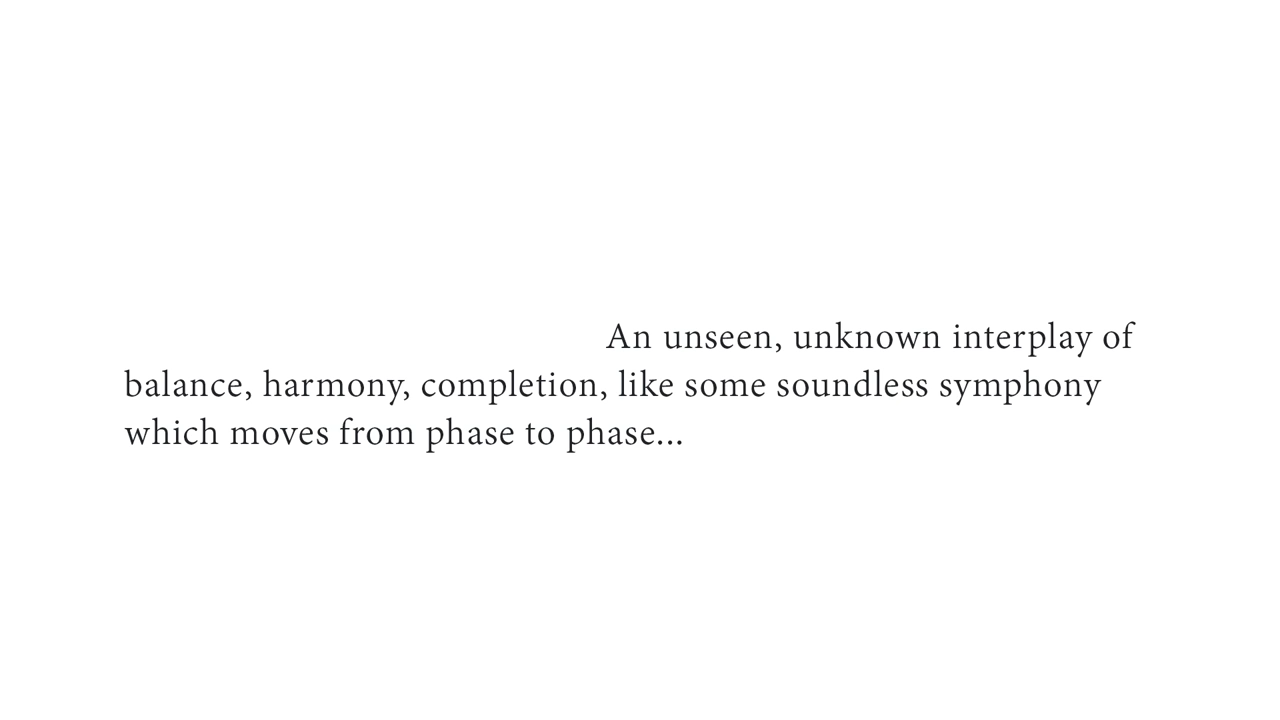 An unseen, unknown interplay of
balance, harmony, completion, like some soundless symphony
which moves from phase to phase...